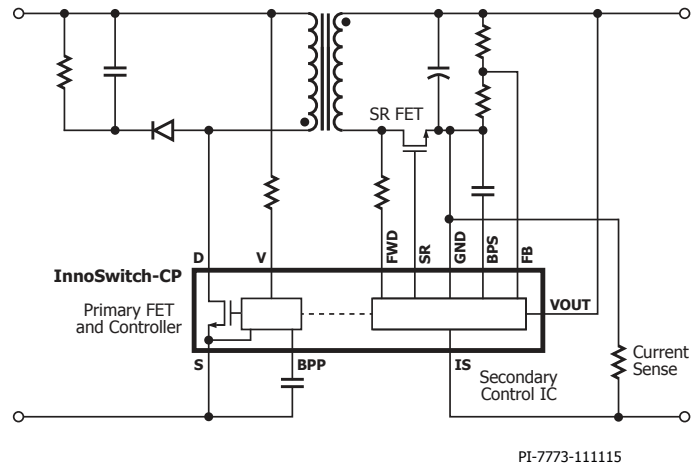 SR FET
D
V
FWD
SR
GND
BPS
FB
InnoSwitch-CP
Primary FET
and Controller
VOUT
S
BPP
IS
Secondary
Control IC
Current
Sense
PI-7773-111115